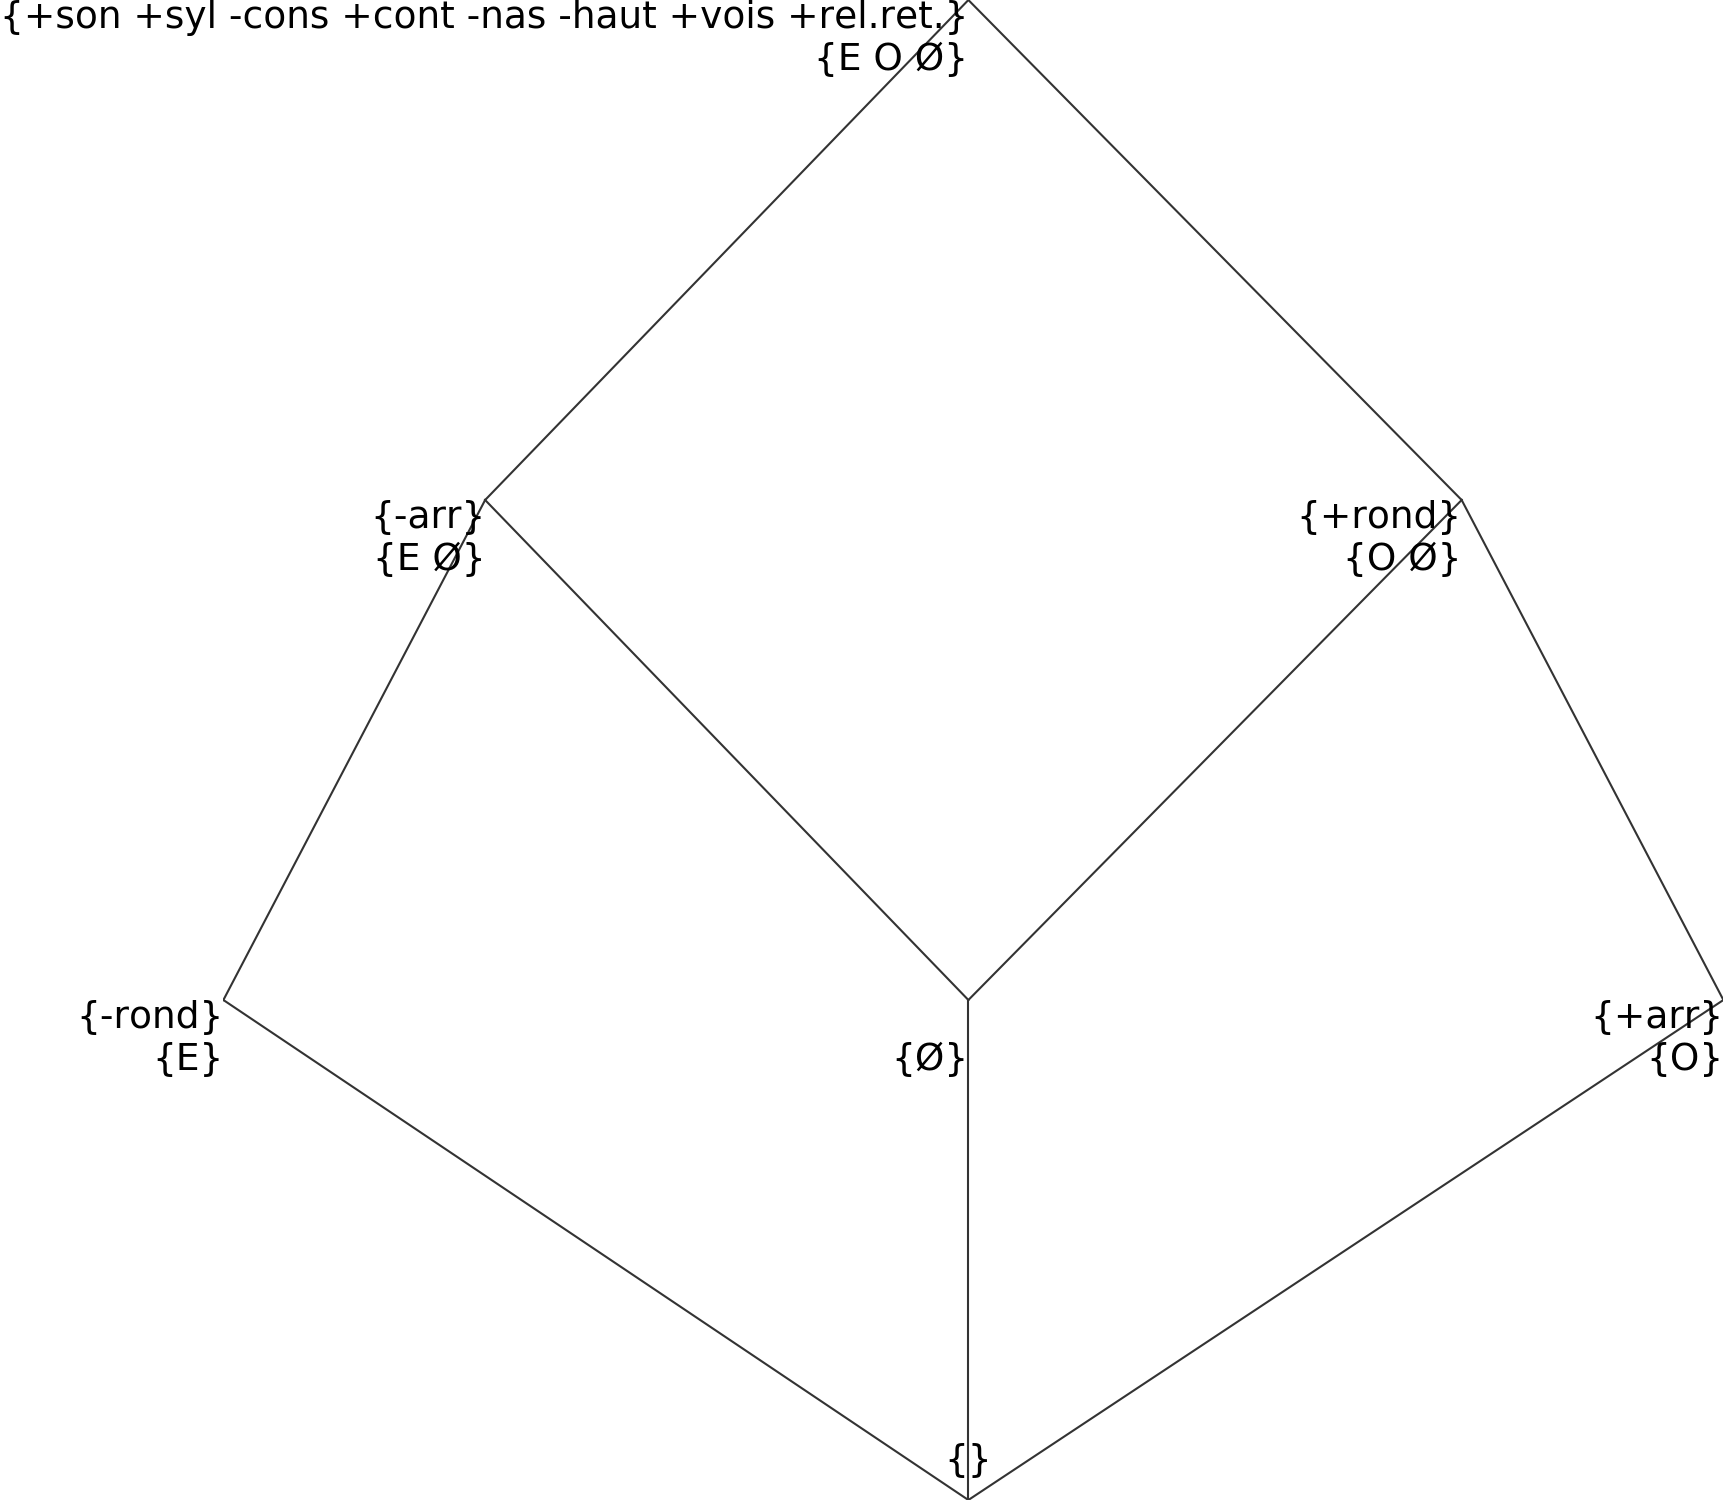 {+son +syl -cons +cont -nas -haut +vois +rel.ret.}
{E O Ø}
{-arr}
{E Ø}
{+rond}
{O Ø}
{-rond}
{E}
{Ø}
{+arr}
{O}
{}